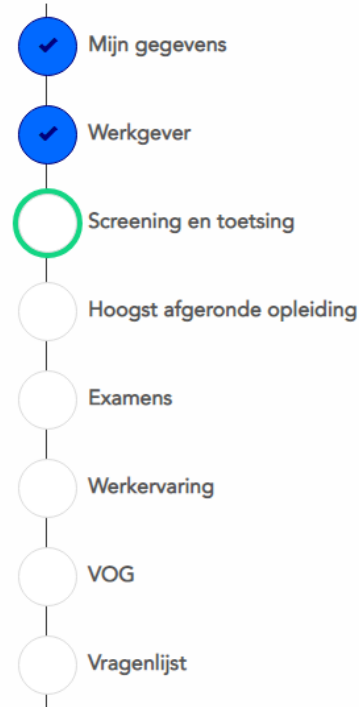 Mijn gegevens
Werkgever
Screening en toetsing
Hoogst afgeronde opleiding
Examens
Werkervaring
VOG
Vragenlijst